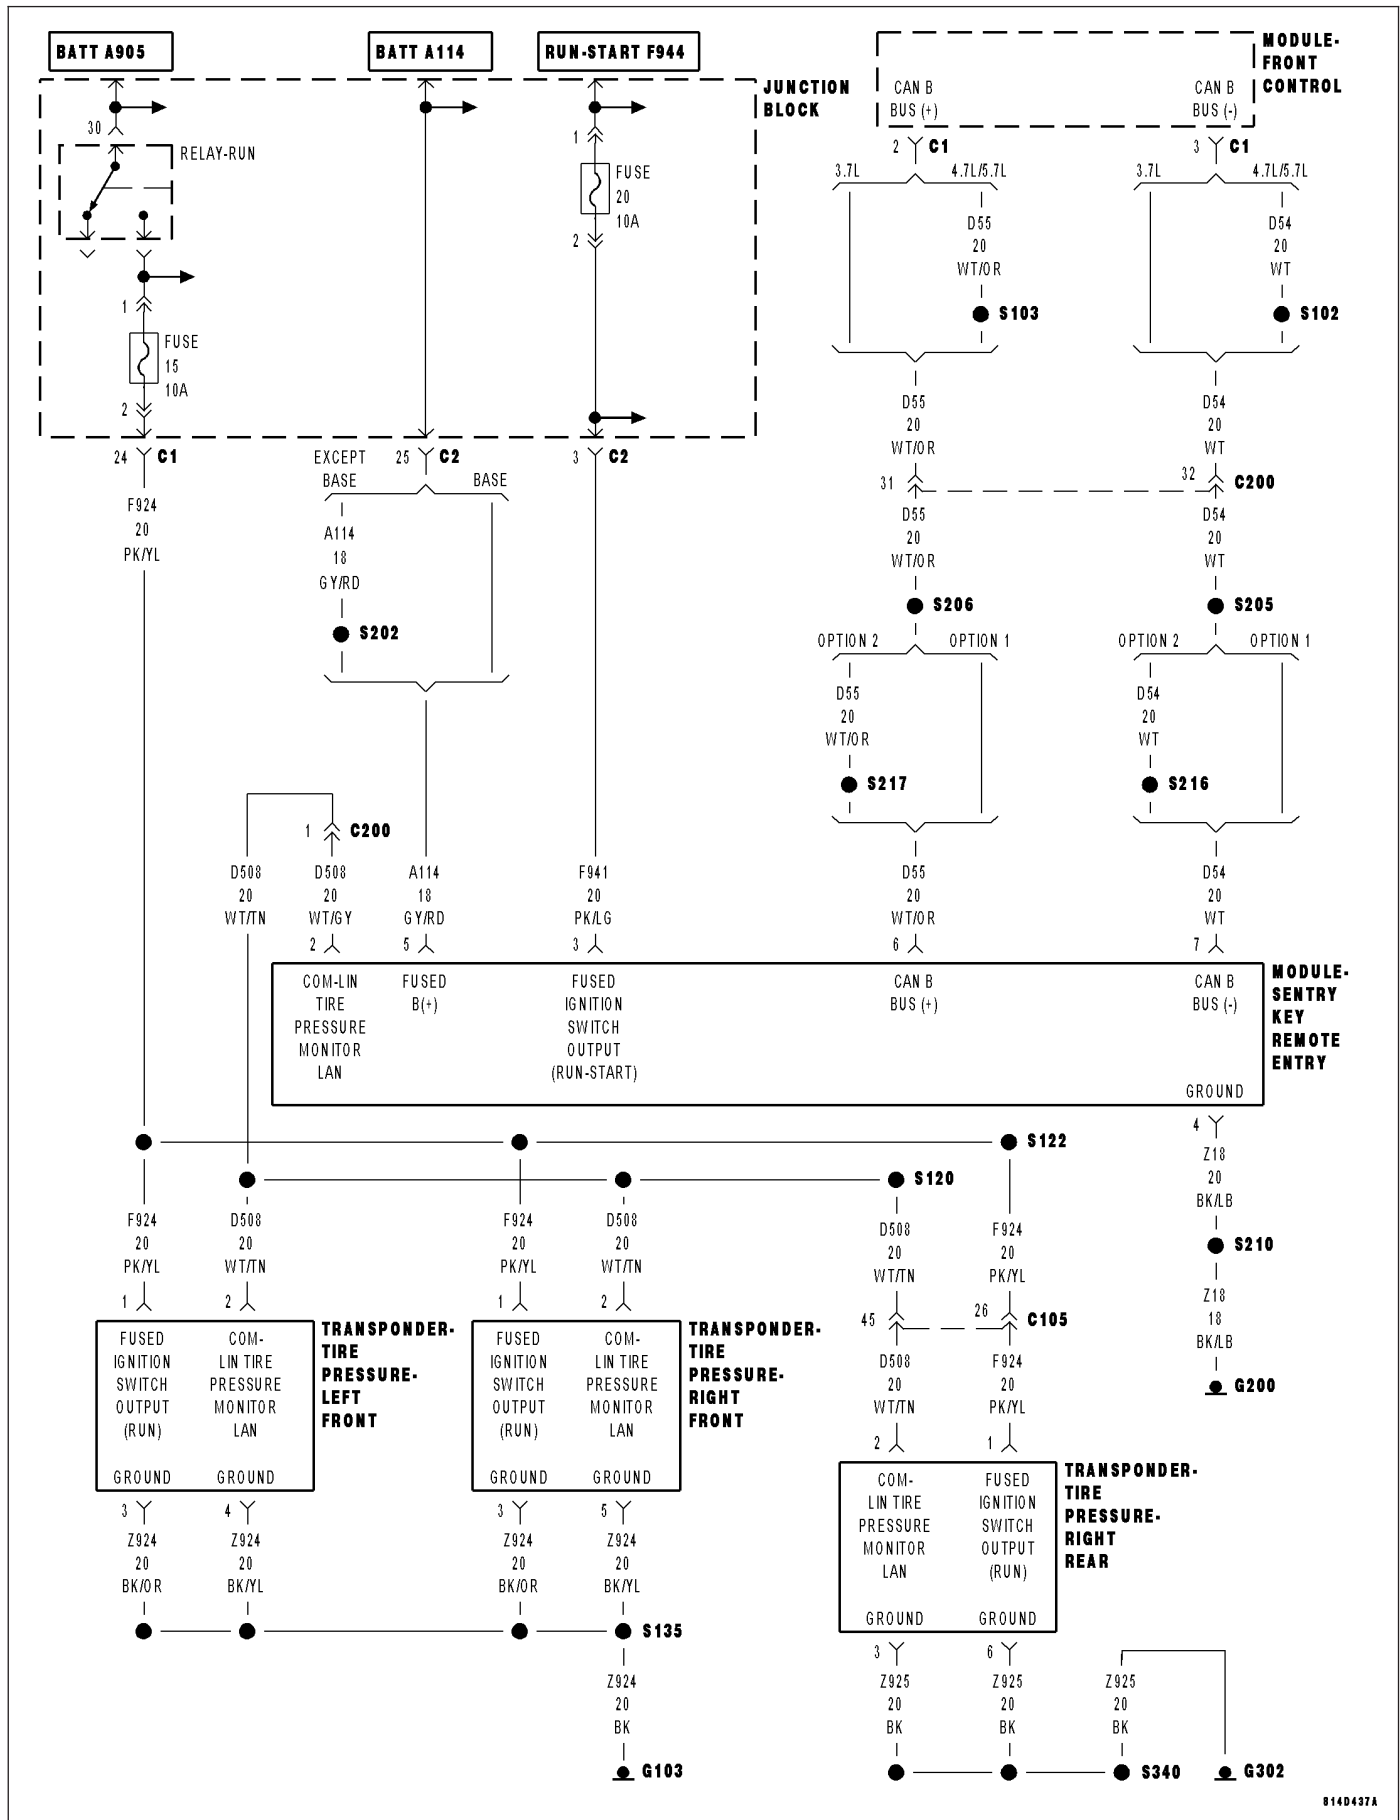 BATT A905
BATT A114
RUN-START F944
MODULE-
FRONT
CONTROL
JUNCTION
BLOCK
CAN B
BUS (+)
CAN B
BUS (-)
30
RELAY-RUN
1
FUSE
20
10A
2
1
FUSE
15
10A
2
2 C1
3 C1
3.7L
4.7L/5.7L
3.7L
4.7L/5.7L
D55
20
WT/OR
S103
D54
20
WT
S102
D55
20
WT/OR
D54
20
WT
24 C1
25 C2
3 C2
EXCEPT
BASE
BASE
31
32
C200
F924
20
PK/YL
A114
18
GY/RD
S202
D55
20
WT/OR
D54
20
WT
S206
S205
OPTION 2
OPTION 1
OPTION 2
OPTION 1
D55
20
WT/OR
S217
D54
20
WT
S216
1 C200
D508
20
WT/TN
D508
20
WT/GY
2
A114
18
GY/RD
5
F941
20
PK/LG
3
D55
20
WT/OR
6
D54
20
WT
7
COM-LIN
TIRE
PRESSURE
MONITOR
LAN
FUSED
B(+)
FUSED
IGNITION
SWITCH
OUTPUT
(RUN-START)
CAN B
BUS (+)
CAN B
BUS (-)
MODULE-
SENTRY
KEY
REMOTE
ENTRY
GROUND
4
Z18
20
BK/LB
S210
Z18
18
BK/LB
G200
S122
S120
F924
20
PK/YL
1
D508
20
WT/TN
2
F924
20
PK/YL
1
D508
20
WT/TN
2
D508
20
WT/TN
F924
20
PK/YL
45
26
C105
D508
20
WT/TN
2
F924
20
PK/YL
1
FUSED
IGNITION
SWITCH
OUTPUT
(RUN)
COM-
LIN TIRE
PRESSURE
MONITOR
LAN
GROUND
GROUND
TRANSPONDER-
TIRE
PRESSURE-
LEFT
FRONT
FUSED
IGNITION
SWITCH
OUTPUT
(RUN)
COM-
LIN TIRE
PRESSURE
MONITOR
LAN
GROUND
GROUND
TRANSPONDER-
TIRE
PRESSURE-
RIGHT
FRONT
COM-
LIN TIRE
PRESSURE
MONITOR
LAN
FUSED
IGNITION
SWITCH
OUTPUT
(RUN)
GROUND
GROUND
TRANSPONDER-
TIRE
PRESSURE-
RIGHT
REAR
3
Z924
20
BK/OR
4
Z924
20
BK/YL
3
Z924
20
BK/OR
5
Z924
20
BK/YL
S135
Z924
20
BK
G103
3
Z925
20
BK
6
Z925
20
BK
Z925
20
BK
S340
G302
814D437A